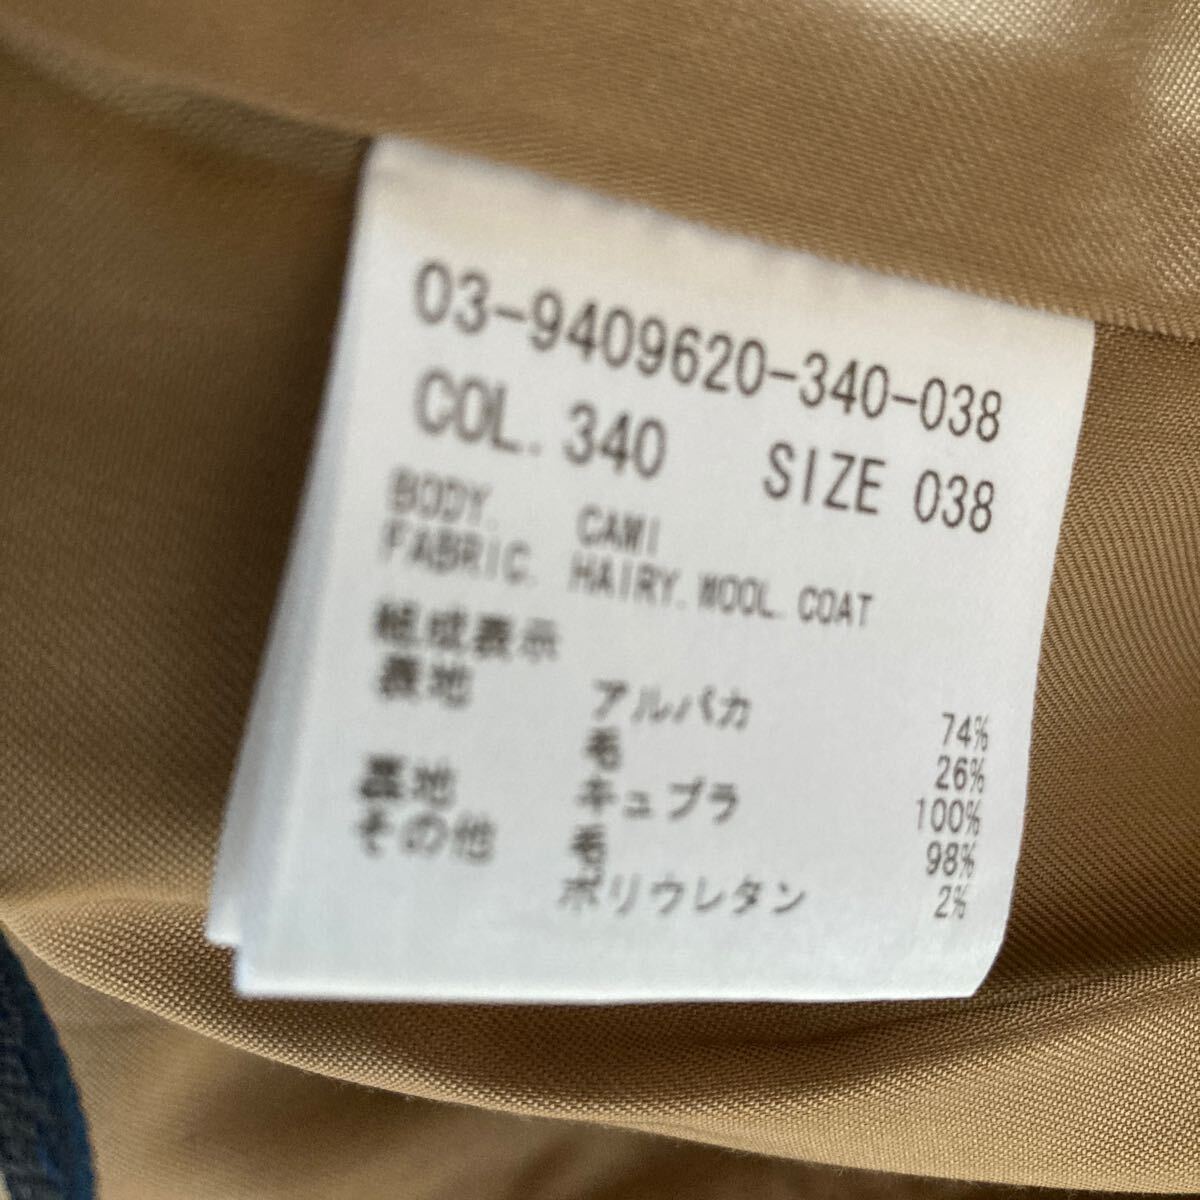 03-9409620-340-038
COL. 340 SIZE 038
BODY. CAMI
FABRIC. HAIRY.WOOL.COAT
組成表示
表地 アルパカ 74%
毛 26%
裏地 キュプラ 100%
その他 毛 98%
ポリウレタン 2%